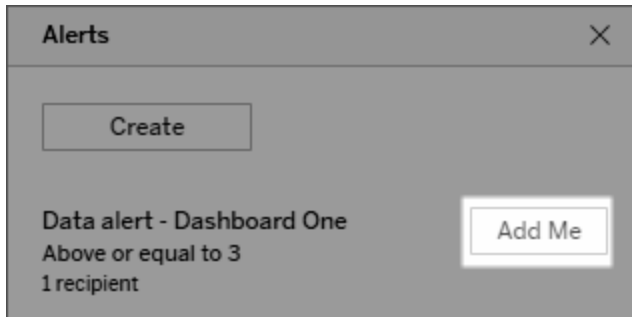 Alerts
Create
Data alert - Dashboard One
Add Me
Above or equal to 3
1 recipient